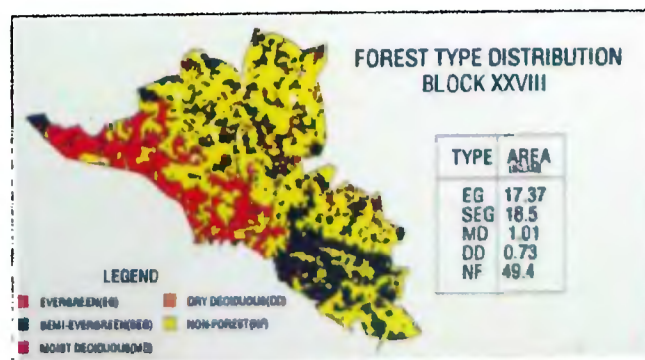 FOREST TYPE DISTRIBUTION
BLOCK XXVIII
TYPE AREA
EG 17.37
SEG 18.5
MD 1.01
DD 0.73
NF 49.4
LEGEND
EVERGREEN(EG)
SEMI-EVERGREEN(SEG)
MOIST DECIDUOUS(MD)
DRY DECIDUOUS(DD)
NON-FOREST(NF)